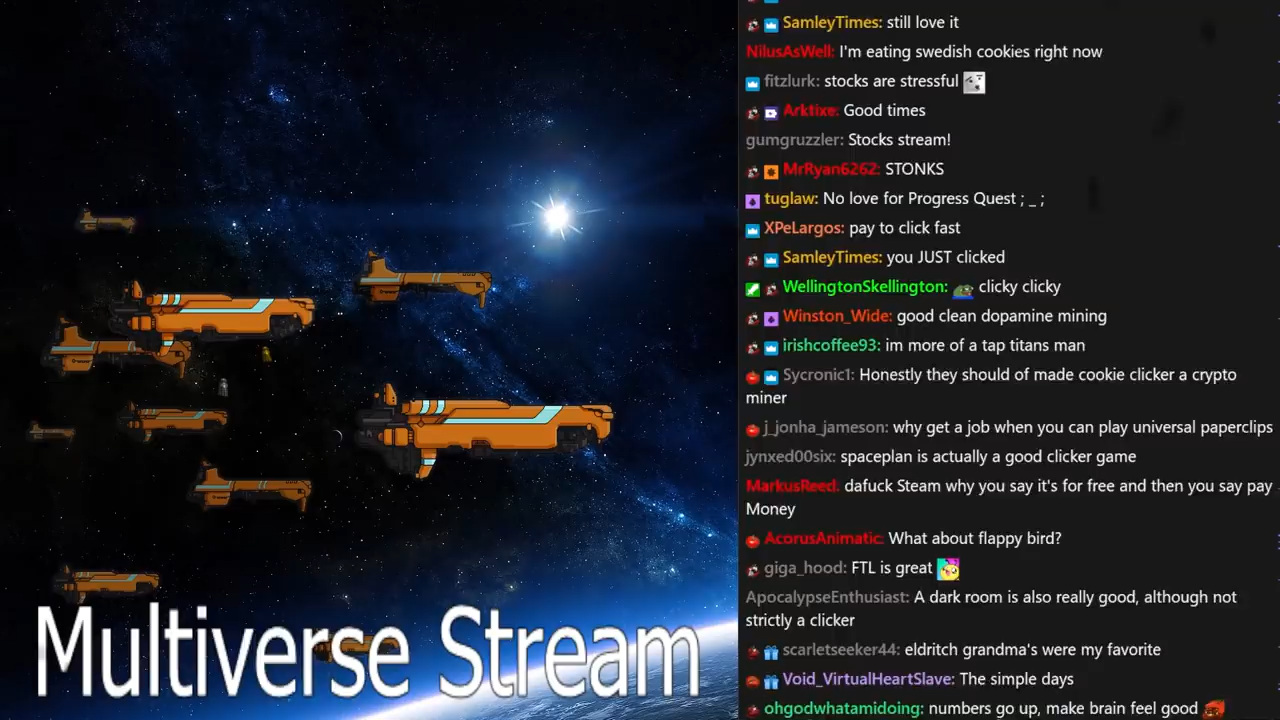 SamleyTimes: still love it
NilusAsWell: I'm eating swedish cookies right now
fitzlurk: stocks are stressful
Arktixe: Good times
gumgruzzler: Stocks stream!
MrRyan6262: STONKS
tuglaw: No love for Progress Quest ; _ ;
XPeLargos: pay to click fast
SamleyTimes: you JUST clicked
WellingtonSkellington: clicky clicky
Winston_Wide: good clean dopamine mining
irishcoffee93: im more of a tap titans man
Sycronic1: Honestly they should of made cookie clicker a crypto
miner
j_jonha_jameson: why get a job when you can play universal paperclips
jynxed00six: spaceplan is actually a good clicker game
MarkusReed: dafuck Steam why you say it's for free and then you say pay
Money
AcorusAnimatic: What about flappy bird?
giga_hood: FTL is great
ApocalypseEnthusiast: A dark room is also really good, although not
strictly a clicker
scarletseeker44: eldritch grandma's were my favorite
Void_VirtualHeartSlave: The simple days
ohgodwhatamidoing: numbers go up, make brain feel good
Multiverse Stream